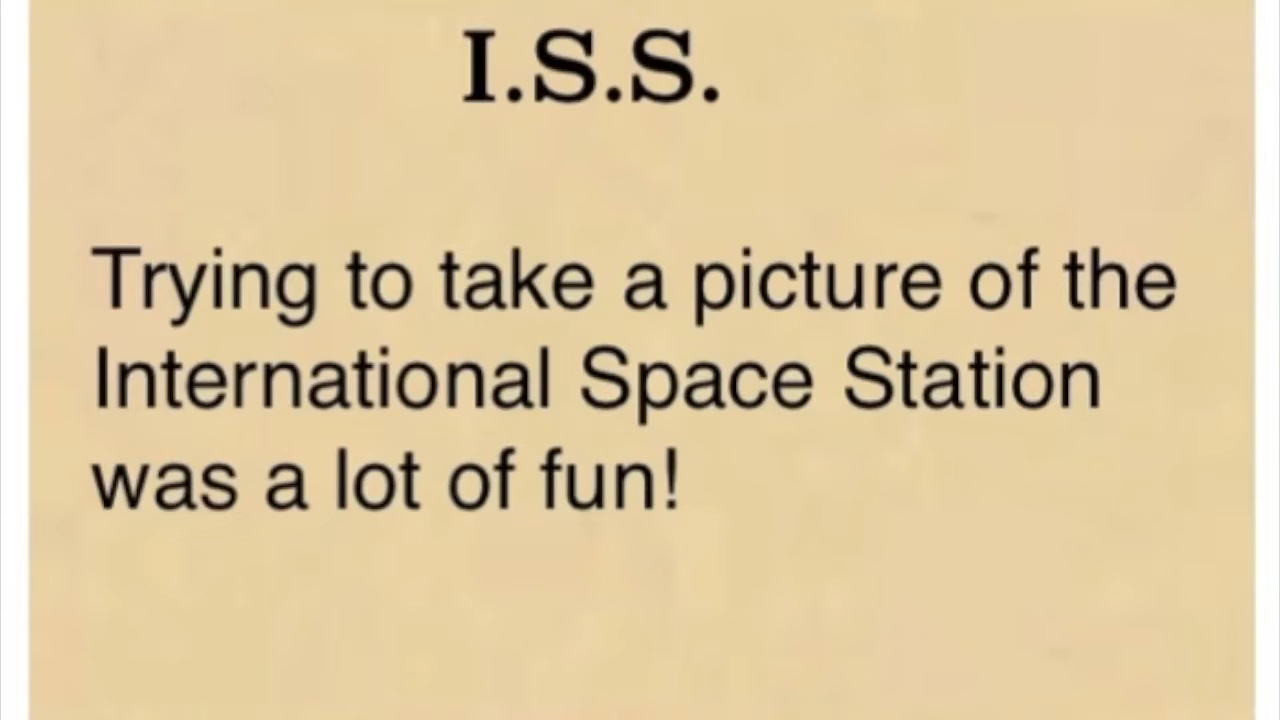 I.S.S.
Trying to take a picture of the
International Space Station
was a lot of fun!